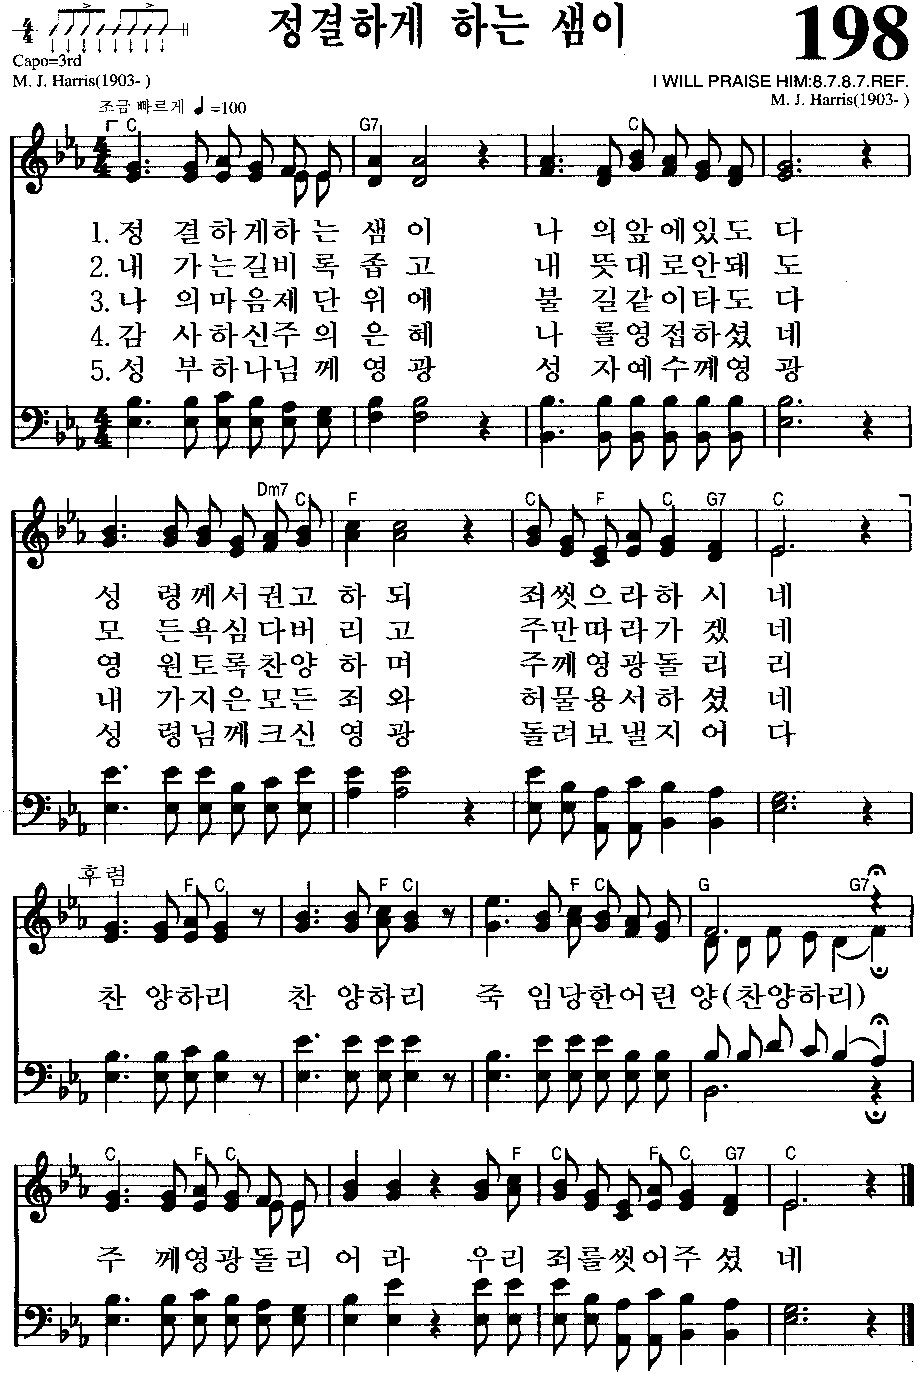 정결하게 하는 샘이
198
Capo=3rd
M. J. Harris(1903- )
I WILL PRAISE HIM:8.7.8.7.REF.
M. J. Harris(1903- )
조금 빠르게 ♩=100
C G7 C
1. 정 결하게하는 샘 이 나 의앞에있도 다
2. 내 가는길비록 좁 고 내 뜻대로안돼 도
3. 나 의마음제단 위 에 불 길같이타도 다
4. 감 사하신주의 은 혜 나 를영접하셨 네
5. 성 부하나님께 영 광 성 자예수께영 광
Dm7 C F C F C G7 C
성 령께서권고 하 되 죄씻으라하 시 네
모 든욕심다버 리 고 주만따라가 겠 네
영 원토록찬양 하 며 주께영광돌 리 리
내 가지은모든 죄 와 허물용서하 셨 네
성 령님께크신 영 광 돌려보낼지 어 다
후렴
F C F C F C G G7
찬 양하리 찬 양하리 죽 임당한어린 양(찬양하리)
C F C F C F C G7 C
주 께영광돌리 어 라 우리 죄를씻어주 셨 네